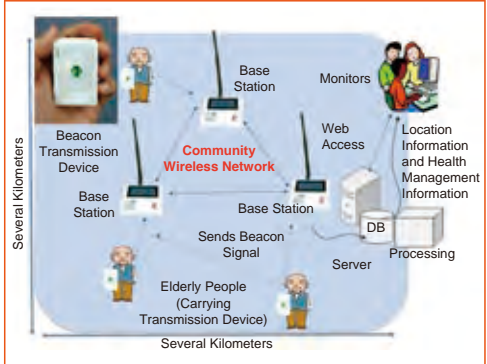 Base
Station
Monitors
Beacon
Transmission
Device
Community
Wireless Network
Web
Access
Location
Information
and Health
Management
Information
Several Kilometers
Base
Station
Base Station
Sends Beacon
Signal
DB
Server
Processing
Elderly People
(Carrying
Transmission Device)
Several Kilometers